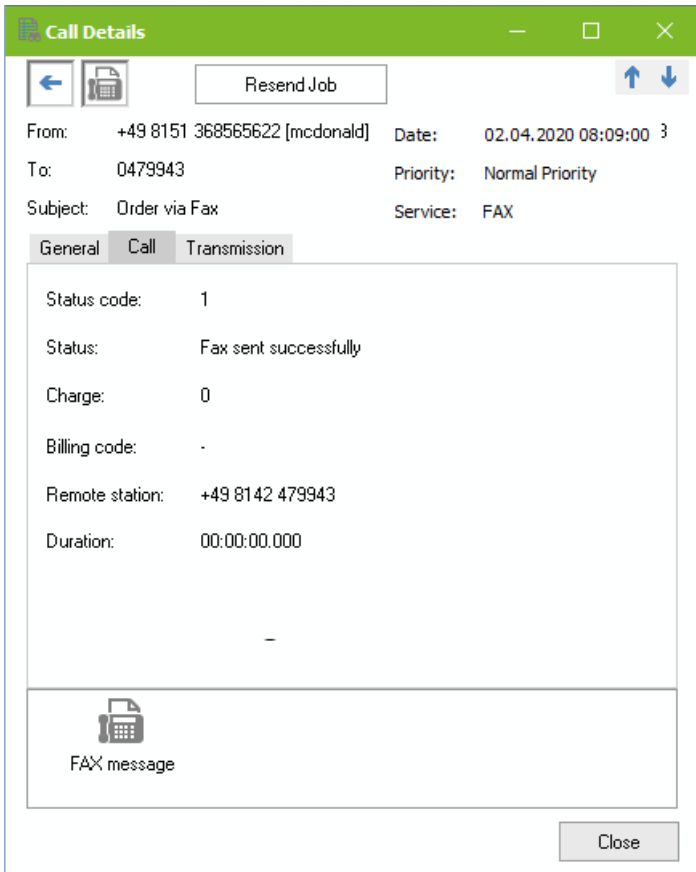 Call Details
Resend Job
From: +49 8151 368565622 [mcdonald]
Date: 02.04.2020 08:09:00 3
To: 0479943
Priority: Normal Priority
Subject: Order via Fax
Service: FAX
General Call Transmission
Status code: 1
Status: Fax sent successfully
Charge: 0
Billing code: -
Remote station: +49 8142 479943
Duration: 00:00:00.000
FAX message
Close